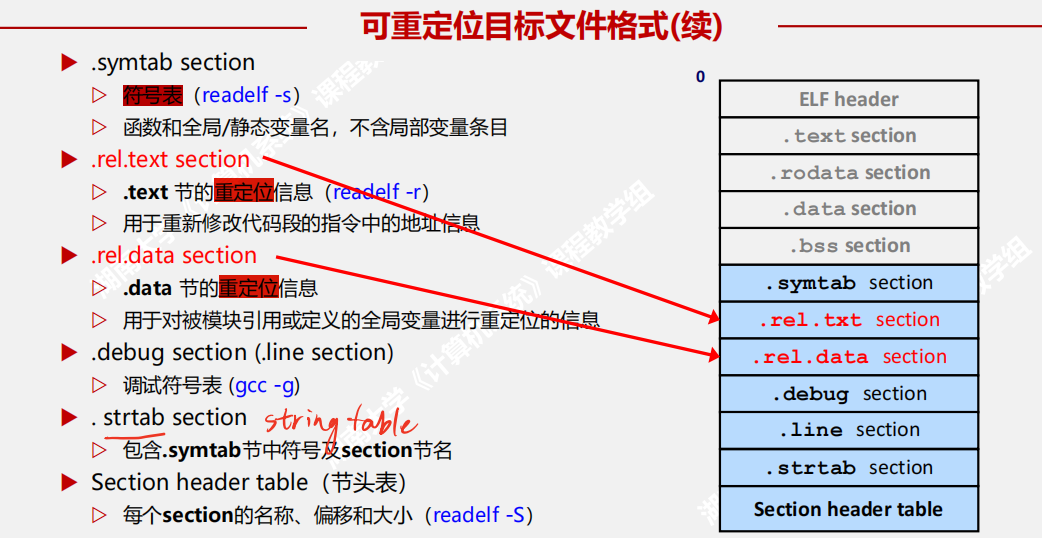 可重定位目标文件格式(续)
.symtab section
符号表（readelf -s）
函数和全局/静态变量名，不含局部变量条目
.rel.text section
.text 节的重定位信息（readelf -r）
用于重新修改代码段的指令中的地址信息
.rel.data section
.data 节的重定位信息
用于对被模块引用或定义的全局变量进行重定位的信息
.debug section (.line section)
调试符号表 (gcc -g)
. strtab section string table
包含.symtab节中符号及section节名
Section header table（节头表）
每个section的名称、偏移和大小（readelf -S）
0
ELF header
.text section
.rodata section
.data section
.bss section
.symtab section
.rel.txt section
.rel.data section
.debug section
.line section
.strtab section
Section header table